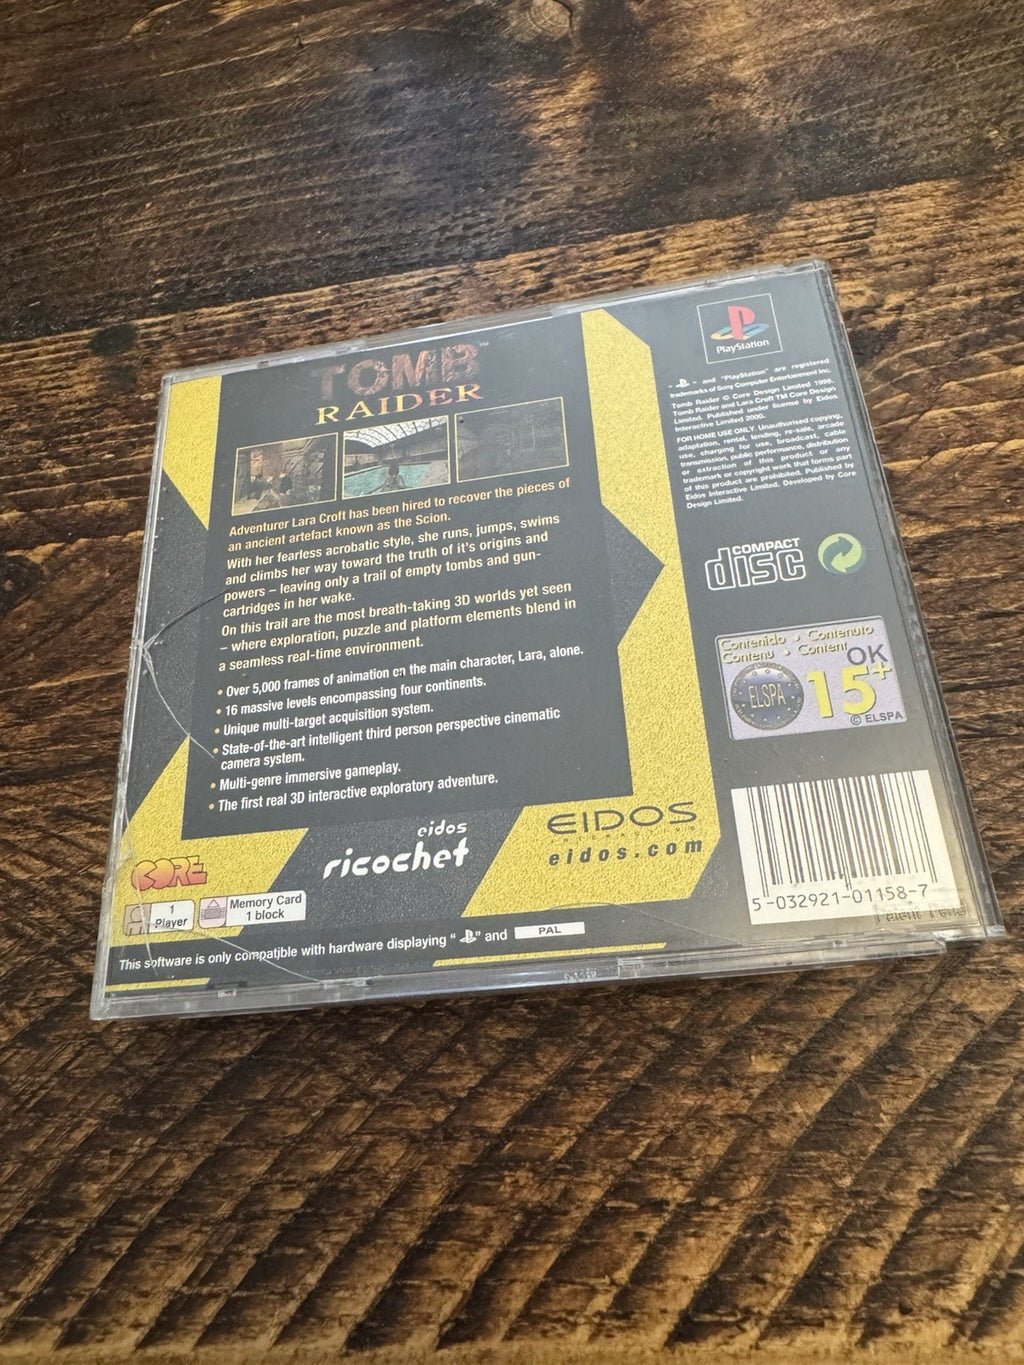 TOMB™
RAIDER
Adventurer Lara Croft has been hired to recover the pieces of
an ancient artefact known as the Scion.
With her fearless acrobatic style, she runs, jumps, swims
and climbs her way toward the truth of it's origins and
powers – leaving only a trail of empty tombs and gun-
cartridges in her wake.
On this trail are the most breath-taking 3D worlds yet seen
– where exploration, puzzle and platform elements blend in
a seamless real-time environment.
• Over 5,000 frames of animation on the main character, Lara, alone.
• 16 massive levels encompassing four continents.
• Unique multi-target acquisition system.
• State-of-the-art intelligent third person perspective cinematic
camera system.
• Multi-genre immersive gameplay.
• The first real 3D interactive exploratory adventure.
eidos
ricochet
EIDOS
eidos.com
CORE
1
Player
Memory Card
1 block
This software is only compatible with hardware displaying " " and
PAL
PlayStation
" " and "PlayStation" are registered
trademarks of Sony Computer Entertainment Inc.
Tomb Raider © Core Design Limited 1996.
Tomb Raider and Lara Croft TM Core Design
Limited. Published under license by Eidos
Interactive Limited 2000.
FOR HOME USE ONLY. Unauthorised copying,
adaptation, rental, lending, re-sale, arcade
use, charging for use, broadcast, cable
transmission, public performance, distribution
or extraction of this product or any
trademark or copyright work that forms part
of this product are prohibited. Published by
Eidos Interactive Limited. Developed by Core
Design Limited.
COMPACT
disc
Contenido • Contenuto
Contenu • Content
OK
ELSPA
15+
© ELSPA
5-032921-01158-7
Patent Pend